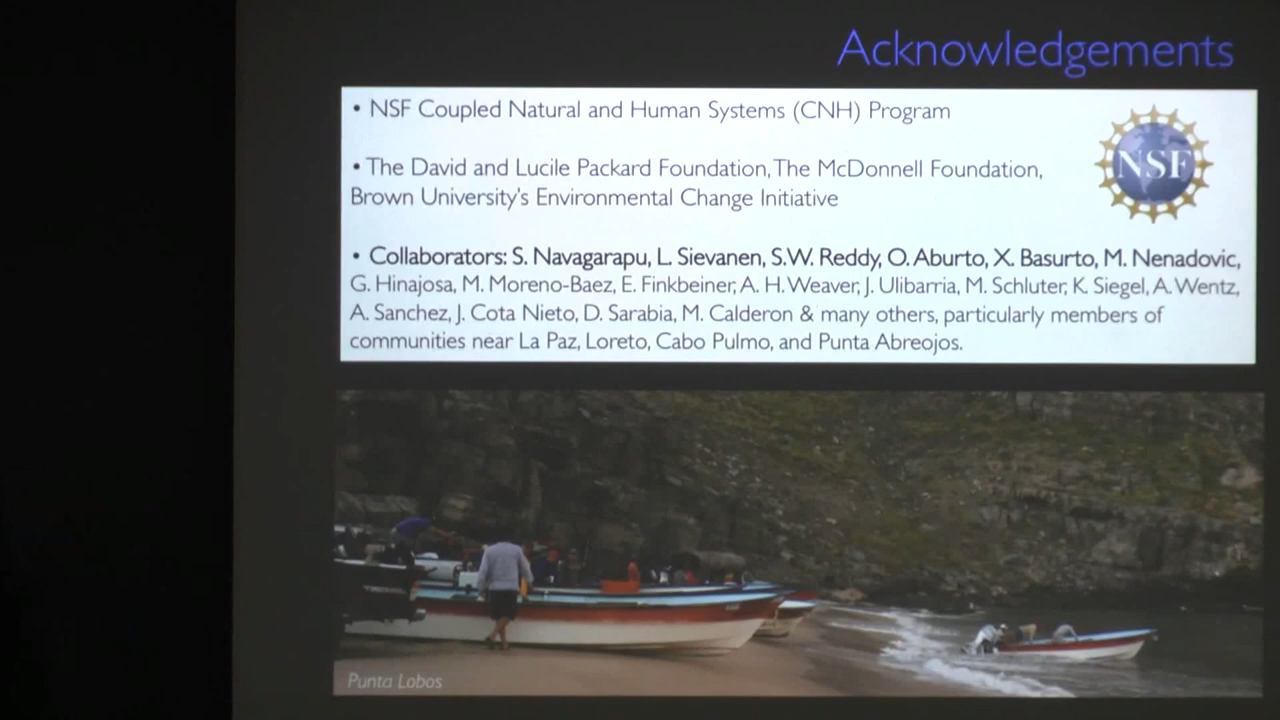 Acknowledgements
• NSF Coupled Natural and Human Systems (CNH) Program
NSF
• The David and Lucile Packard Foundation, The McDonnell Foundation,
Brown University's Environmental Change Initiative
• Collaborators: S. Navagarapu, L. Sievanen, S.W. Reddy, O. Aburto, X. Basurto, M. Nenadovic,
G. Hinajosa, M. Moreno-Baez, E. Finkbeiner, A. H. Weaver, J. Ulibarria, M. Schluter, K. Siegel, A. Wentz,
A. Sanchez, J. Cota Nieto, D. Sarabia, M. Calderon & many others, particularly members of
communities near La Paz, Loreto, Cabo Pulmo, and Punta Abreojos.
Punta Lobos